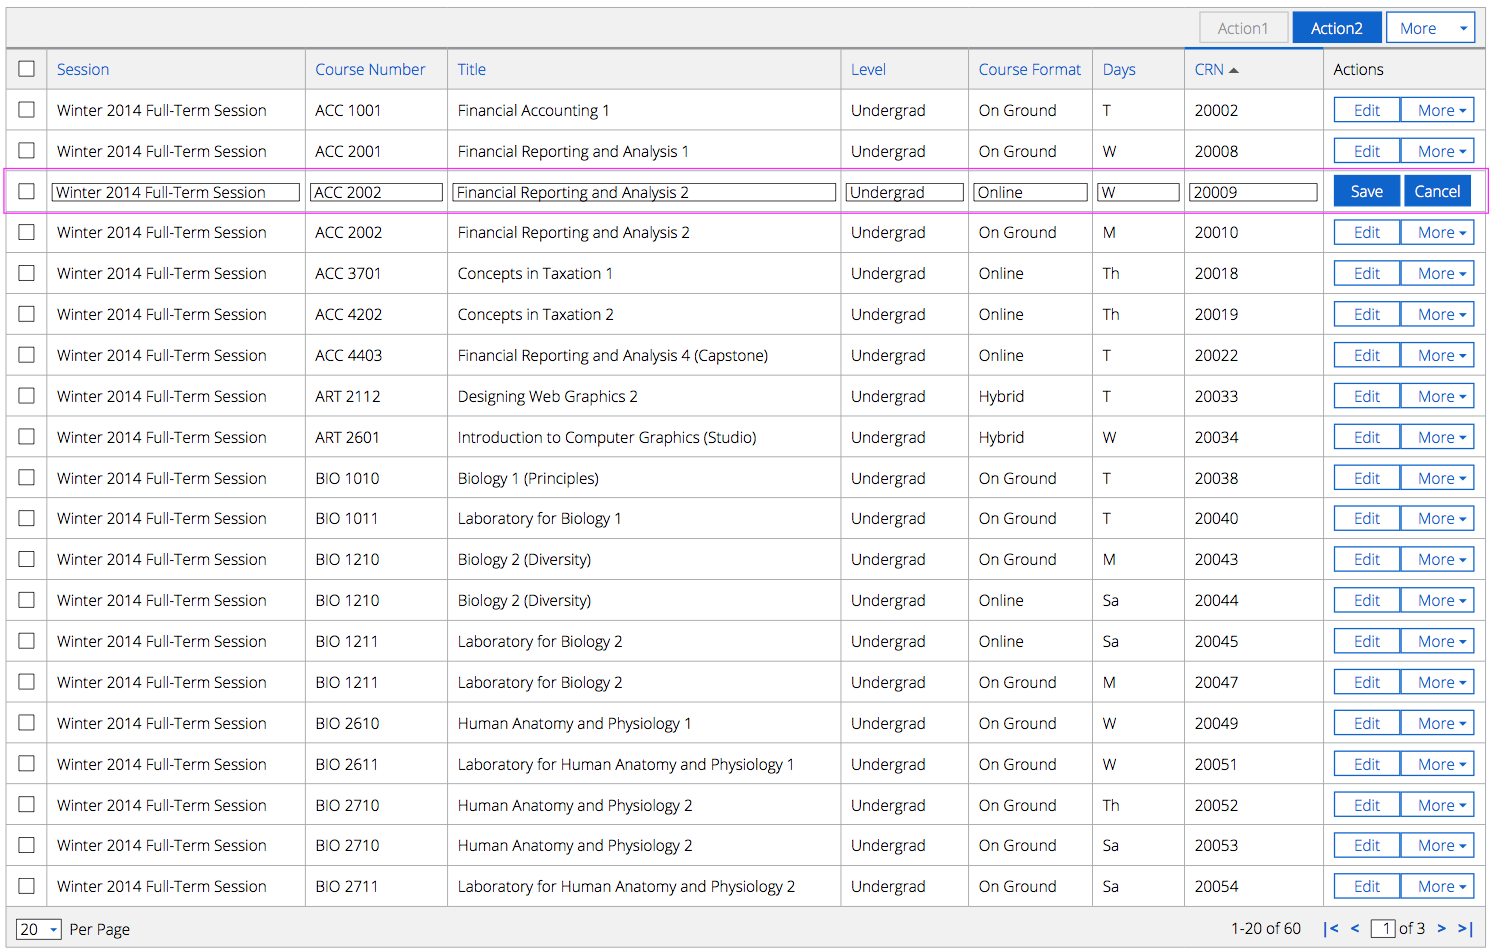 Action1 Action2 More
Session Course Number Title Level Course Format Days CRN Actions
Winter 2014 Full-Term Session ACC 1001 Financial Accounting 1 Undergrad On Ground T 20002 Edit More
Winter 2014 Full-Term Session ACC 2001 Financial Reporting and Analysis 1 Undergrad On Ground W 20008 Edit More
Winter 2014 Full-Term Session ACC 2002 Financial Reporting and Analysis 2 Undergrad Online W 20009 Save Cancel
Winter 2014 Full-Term Session ACC 2002 Financial Reporting and Analysis 2 Undergrad On Ground M 20010 Edit More
Winter 2014 Full-Term Session ACC 3701 Concepts in Taxation 1 Undergrad Online Th 20018 Edit More
Winter 2014 Full-Term Session ACC 4202 Concepts in Taxation 2 Undergrad Online Th 20019 Edit More
Winter 2014 Full-Term Session ACC 4403 Financial Reporting and Analysis 4 (Capstone) Undergrad Online T 20022 Edit More
Winter 2014 Full-Term Session ART 2112 Designing Web Graphics 2 Undergrad Hybrid T 20033 Edit More
Winter 2014 Full-Term Session ART 2601 Introduction to Computer Graphics (Studio) Undergrad Hybrid W 20034 Edit More
Winter 2014 Full-Term Session BIO 1010 Biology 1 (Principles) Undergrad On Ground T 20038 Edit More
Winter 2014 Full-Term Session BIO 1011 Laboratory for Biology 1 Undergrad On Ground T 20040 Edit More
Winter 2014 Full-Term Session BIO 1210 Biology 2 (Diversity) Undergrad On Ground M 20043 Edit More
Winter 2014 Full-Term Session BIO 1210 Biology 2 (Diversity) Undergrad Online Sa 20044 Edit More
Winter 2014 Full-Term Session BIO 1211 Laboratory for Biology 2 Undergrad Online Sa 20045 Edit More
Winter 2014 Full-Term Session BIO 1211 Laboratory for Biology 2 Undergrad On Ground M 20047 Edit More
Winter 2014 Full-Term Session BIO 2610 Human Anatomy and Physiology 1 Undergrad On Ground W 20049 Edit More
Winter 2014 Full-Term Session BIO 2611 Laboratory for Human Anatomy and Physiology 1 Undergrad On Ground W 20051 Edit More
Winter 2014 Full-Term Session BIO 2710 Human Anatomy and Physiology 2 Undergrad On Ground Th 20052 Edit More
Winter 2014 Full-Term Session BIO 2710 Human Anatomy and Physiology 2 Undergrad On Ground Sa 20053 Edit More
Winter 2014 Full-Term Session BIO 2711 Laboratory for Human Anatomy and Physiology 2 Undergrad On Ground Sa 20054 Edit More
20 Per Page 1-20 of 60 |< < 1 of 3 > >|